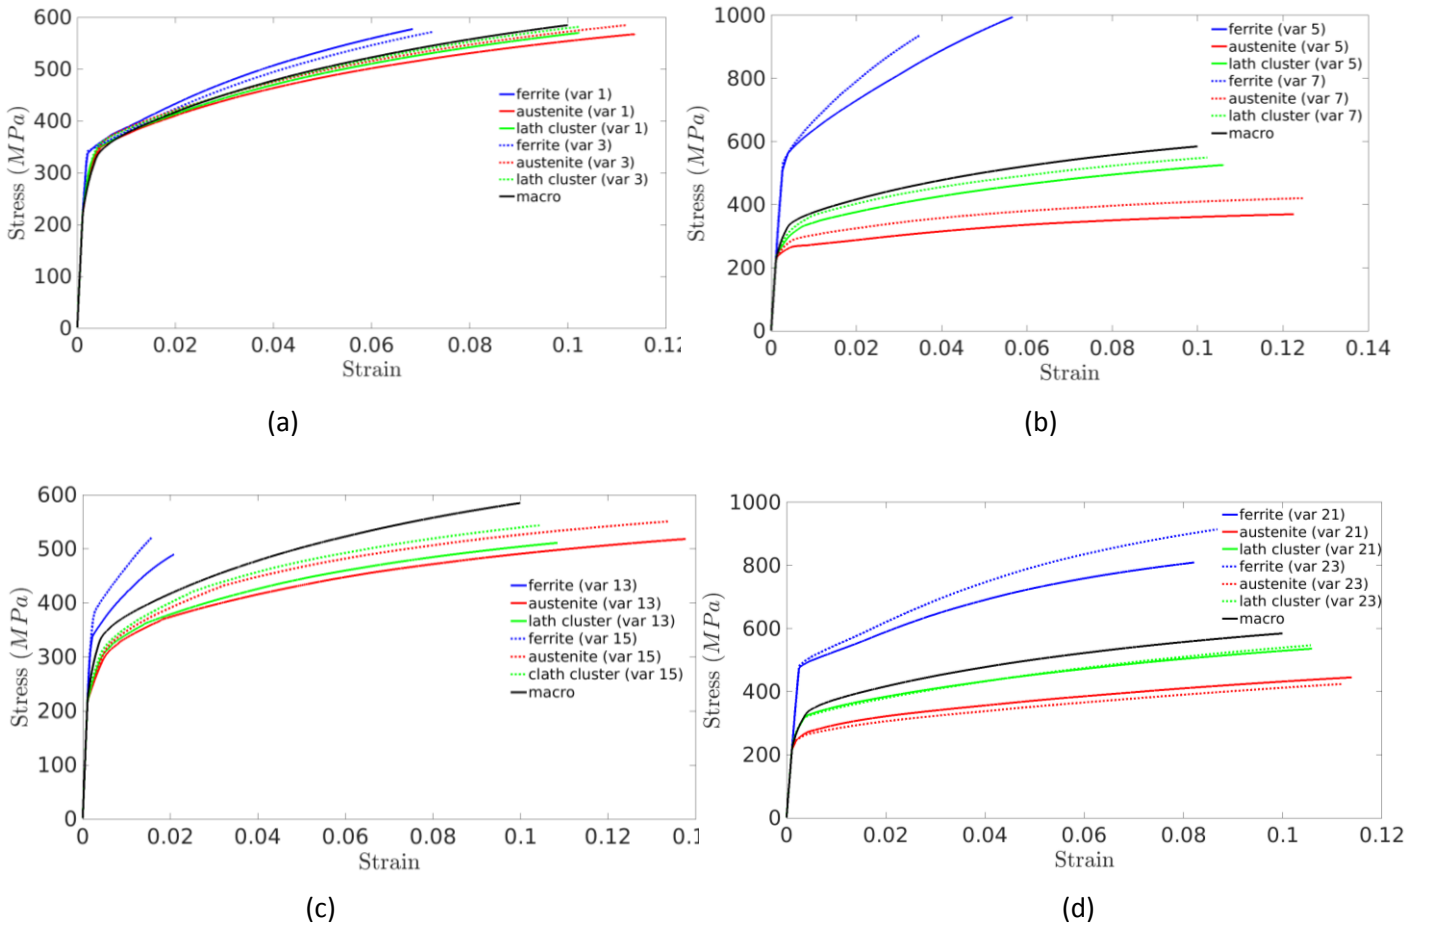 600
500
400
300
200
100
0
Stress (MPa)
0 0.02 0.04 0.06 0.08 0.1 0.12
Strain
ferrite (var 1)
austenite (var 1)
lath cluster (var 1)
ferrite (var 3)
austenite (var 3)
lath cluster (var 3)
macro
(a)
1000
800
600
400
200
0
Stress (MPa)
0 0.02 0.04 0.06 0.08 0.1 0.12 0.14
Strain
ferrite (var 5)
austenite (var 5)
lath cluster (var 5)
ferrite (var 7)
austenite (var 7)
lath cluster (var 7)
macro
(b)
600
500
400
300
200
100
0
Stress (MPa)
0 0.02 0.04 0.06 0.08 0.1 0.12 0.1
Strain
ferrite (var 13)
austenite (var 13)
lath cluster (var 13)
ferrite (var 15)
austenite (var 15)
clath cluster (var 15)
macro
(c)
1000
800
600
400
200
0
Stress (MPa)
0 0.02 0.04 0.06 0.08 0.1 0.12
Strain
ferrite (var 21)
austenite (var 21)
lath cluster (var 21)
ferrite (var 23)
austenite (var 23)
lath cluster (var 23)
macro
(d)